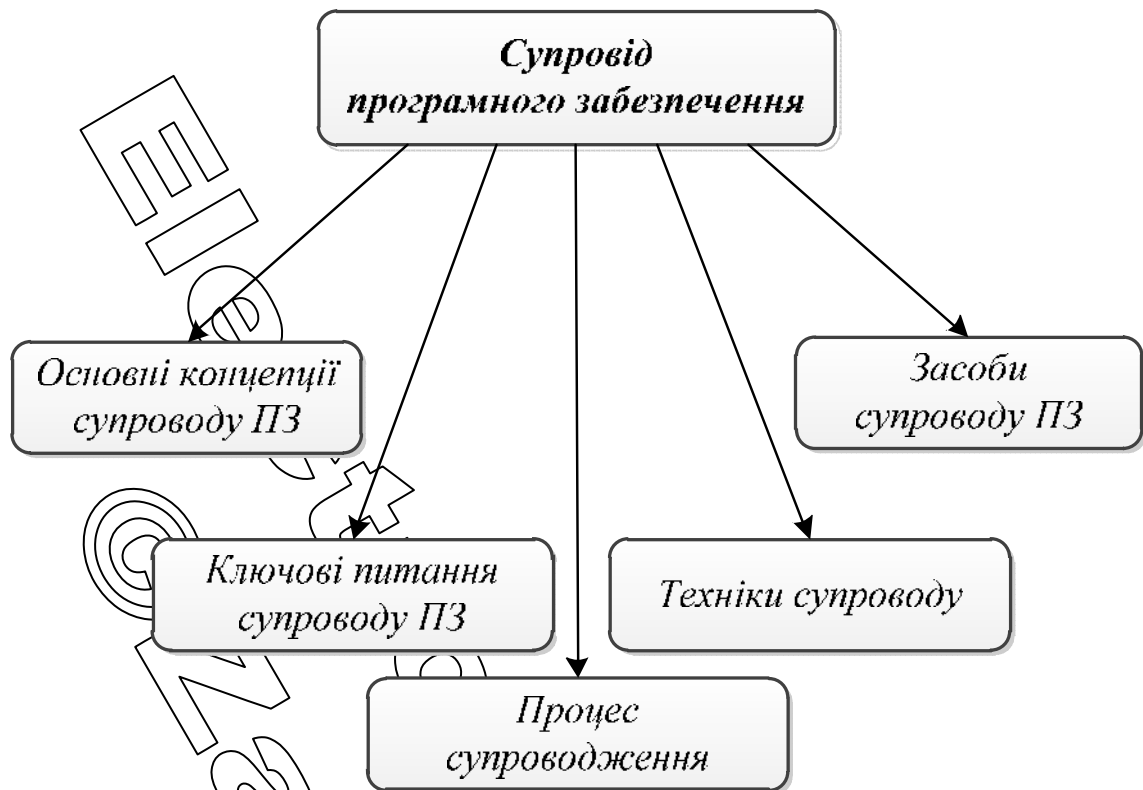 Супровід
програмного забезпечення
Основні концепції
супроводу ПЗ
Засоби
супроводу ПЗ
Ключові питання
супроводу ПЗ
Техніки супроводу
Процес
супроводження